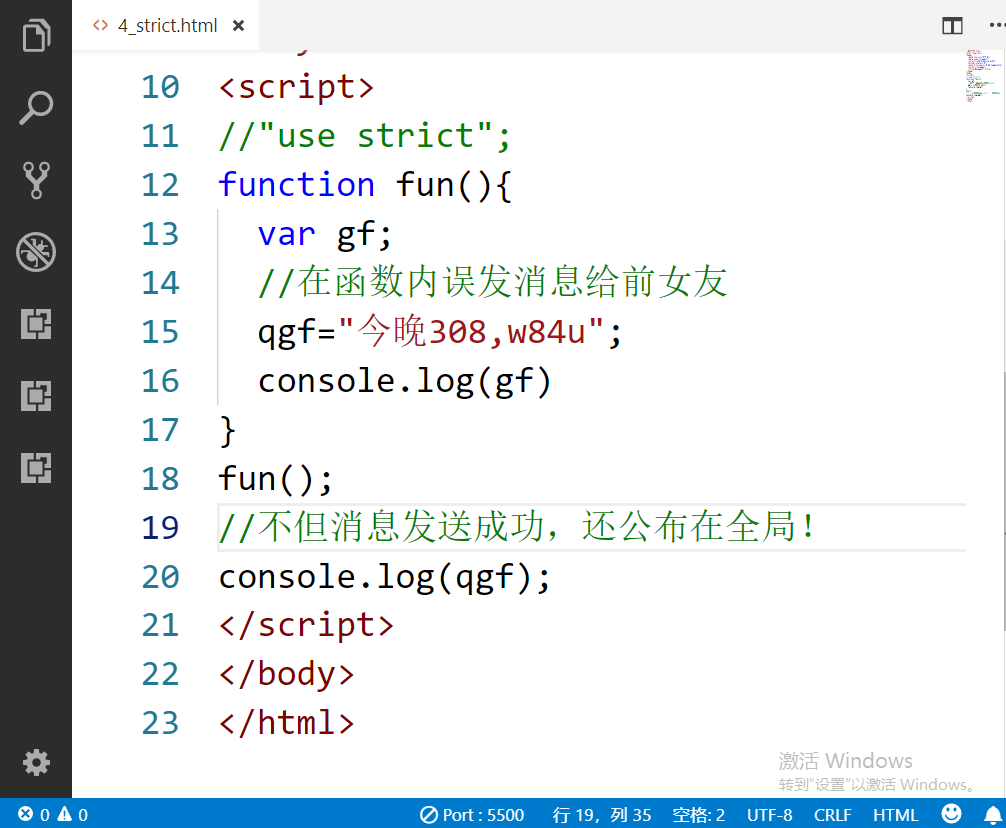 4_strict.html
10 <script>
11 //"use strict";
12 function fun(){
13 var gf;
14 //在函数内误发消息给前女友
15 qgf="今晚308,w84u";
16 console.log(gf)
17 }
18 fun();
19 //不但消息发送成功，还公布在全局！
20 console.log(qgf);
21 </script>
22 </body>
23 </html>
激活 Windows
转到“设置”以激活 Windows。
0 0 Port : 5500 行 19，列 35 空格: 2 UTF-8 CRLF HTML